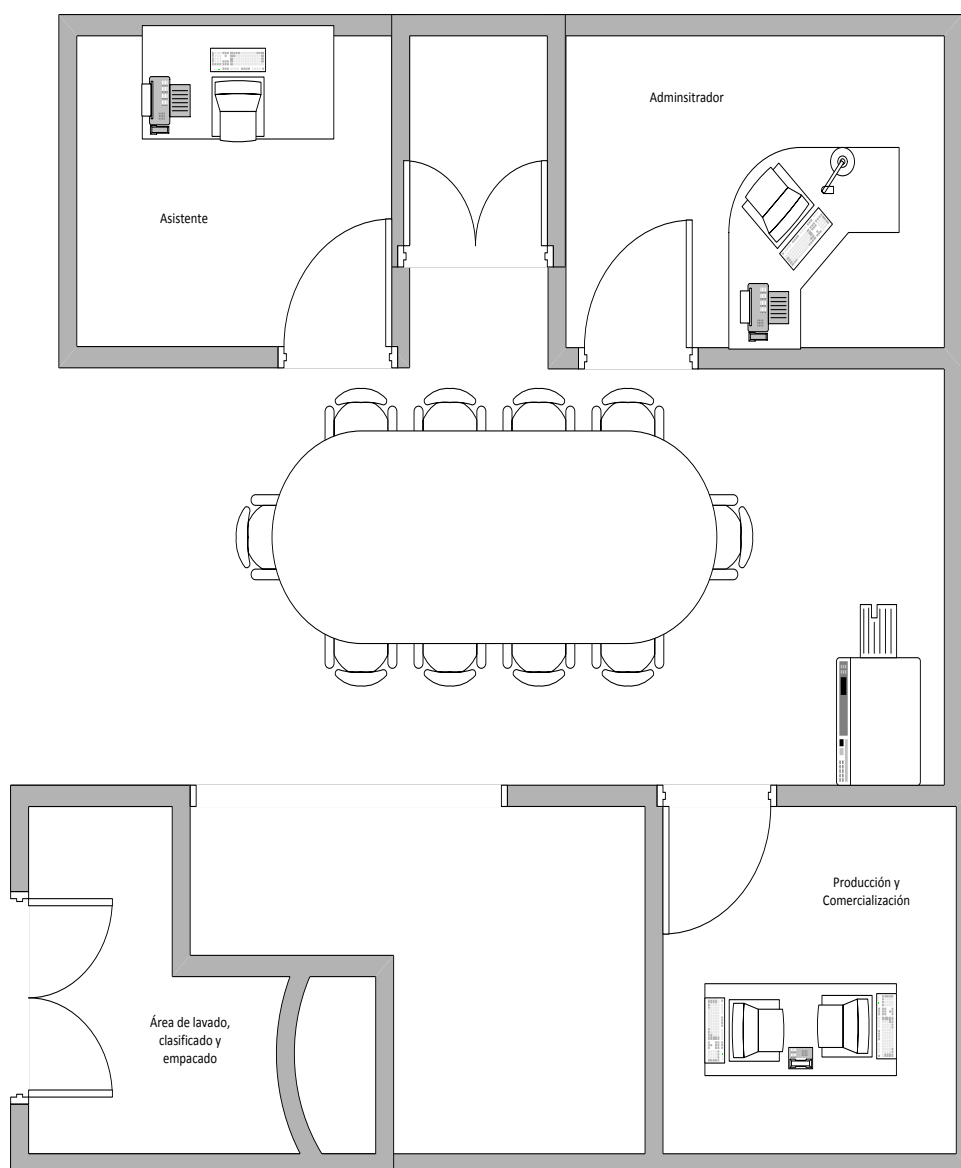 Adminsitrador
Asistente
Producción y
Comercialización
Área de lavado,
clasificado y
empacado